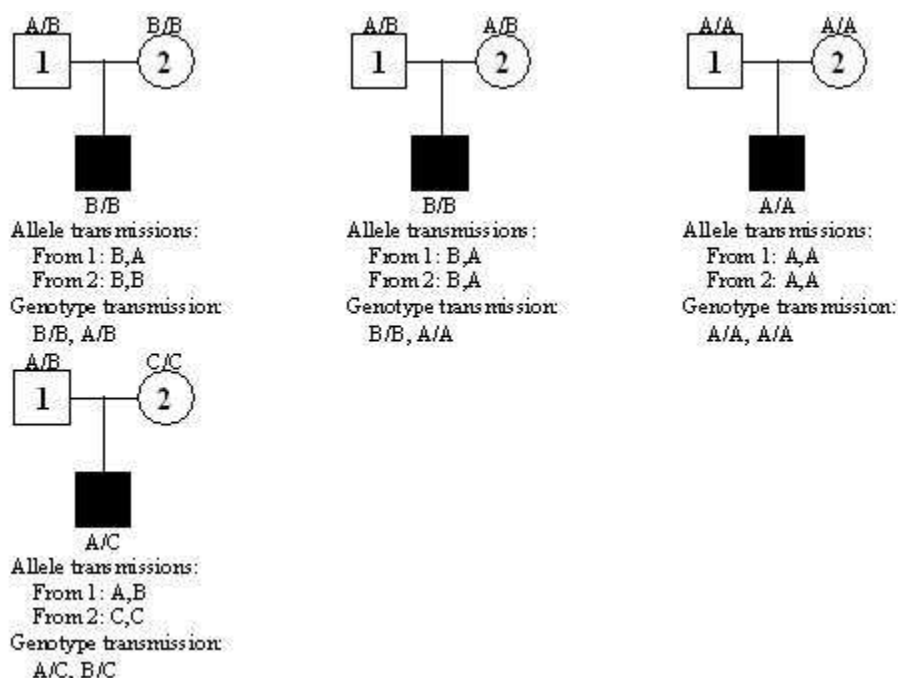 A/B B/B
1 2
B/B
Allele transmissions:
From 1: B,A
From 2: B,B
Genotype transmission:
B/B, A/B
A/B A/B
1 2
B/B
Allele transmissions:
From 1: B,A
From 2: B,A
Genotype transmission:
B/B, A/A
A/A A/A
1 2
A/A
Allele transmissions:
From 1: A,A
From 2: A,A
Genotype transmission:
A/A, A/A
A/B C/C
1 2
A/C
Allele transmissions:
From 1: A,B
From 2: C,C
Genotype transmission:
A/C, B/C